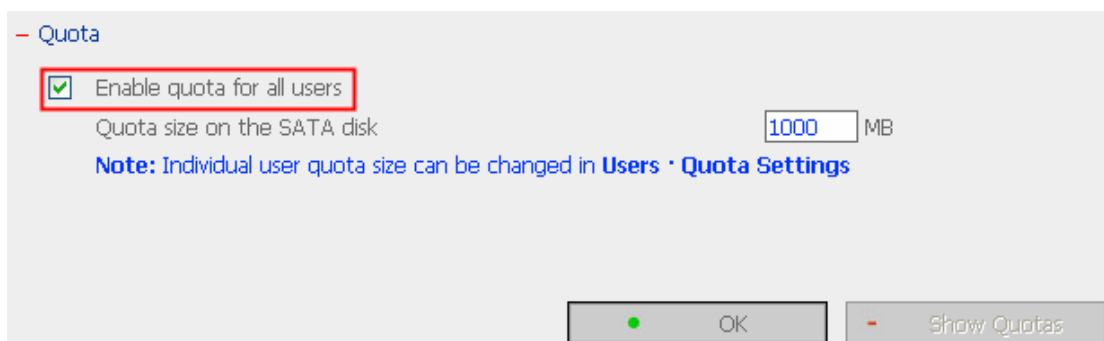 − Quota
Enable quota for all users
Quota size on the SATA disk 1000 MB
Note: Individual user quota size can be changed in Users · Quota Settings
OK - Show Quotas